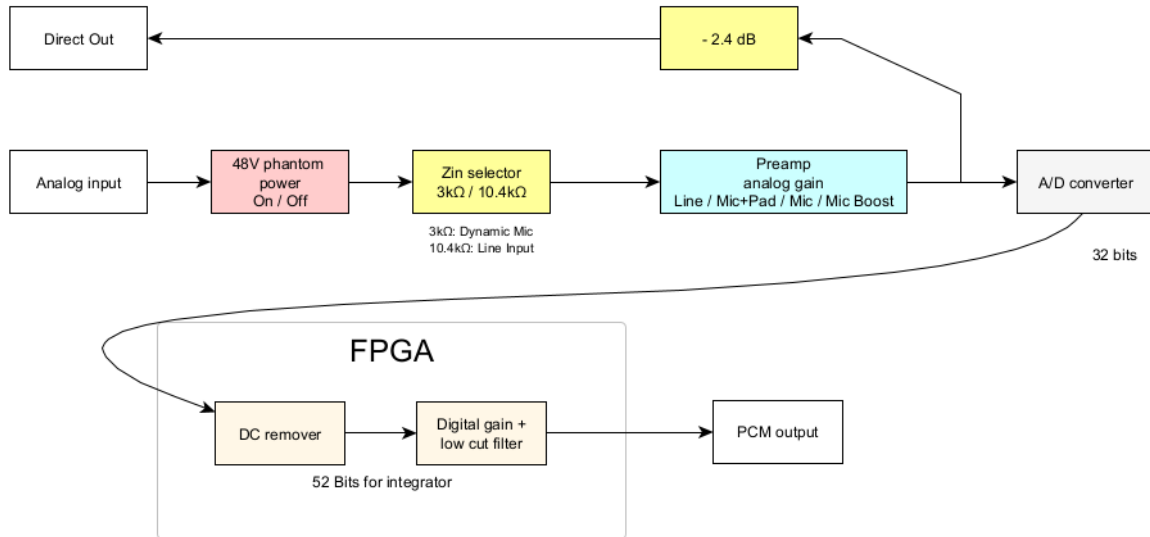 Direct Out
- 2.4 dB
Analog input
48V phantom
power
On / Off
Zin selector
3kΩ / 10.4kΩ
Preamp
analog gain
Line / Mic+Pad / Mic / Mic Boost
A/D converter
3kΩ: Dynamic Mic
10.4kΩ: Line Input
32 bits
FPGA
DC remover
Digital gain +
low cut filter
PCM output
52 Bits for integrator